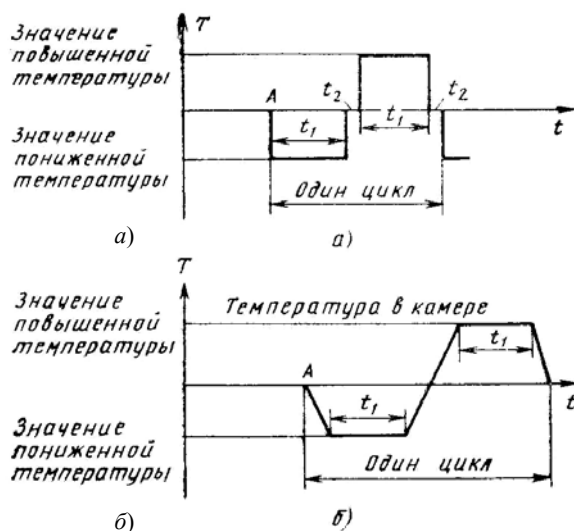 T
Значение
повышенной
температуры
A
t₂
t₂
t₁
t₁
t
Значение
пониженной
температуры
Один цикл
а)
а)
T
Значение
повышенной
температуры
Температура в камере
t₁
A
t₁
t
Значение
пониженной
температуры
Один цикл
б)
б)